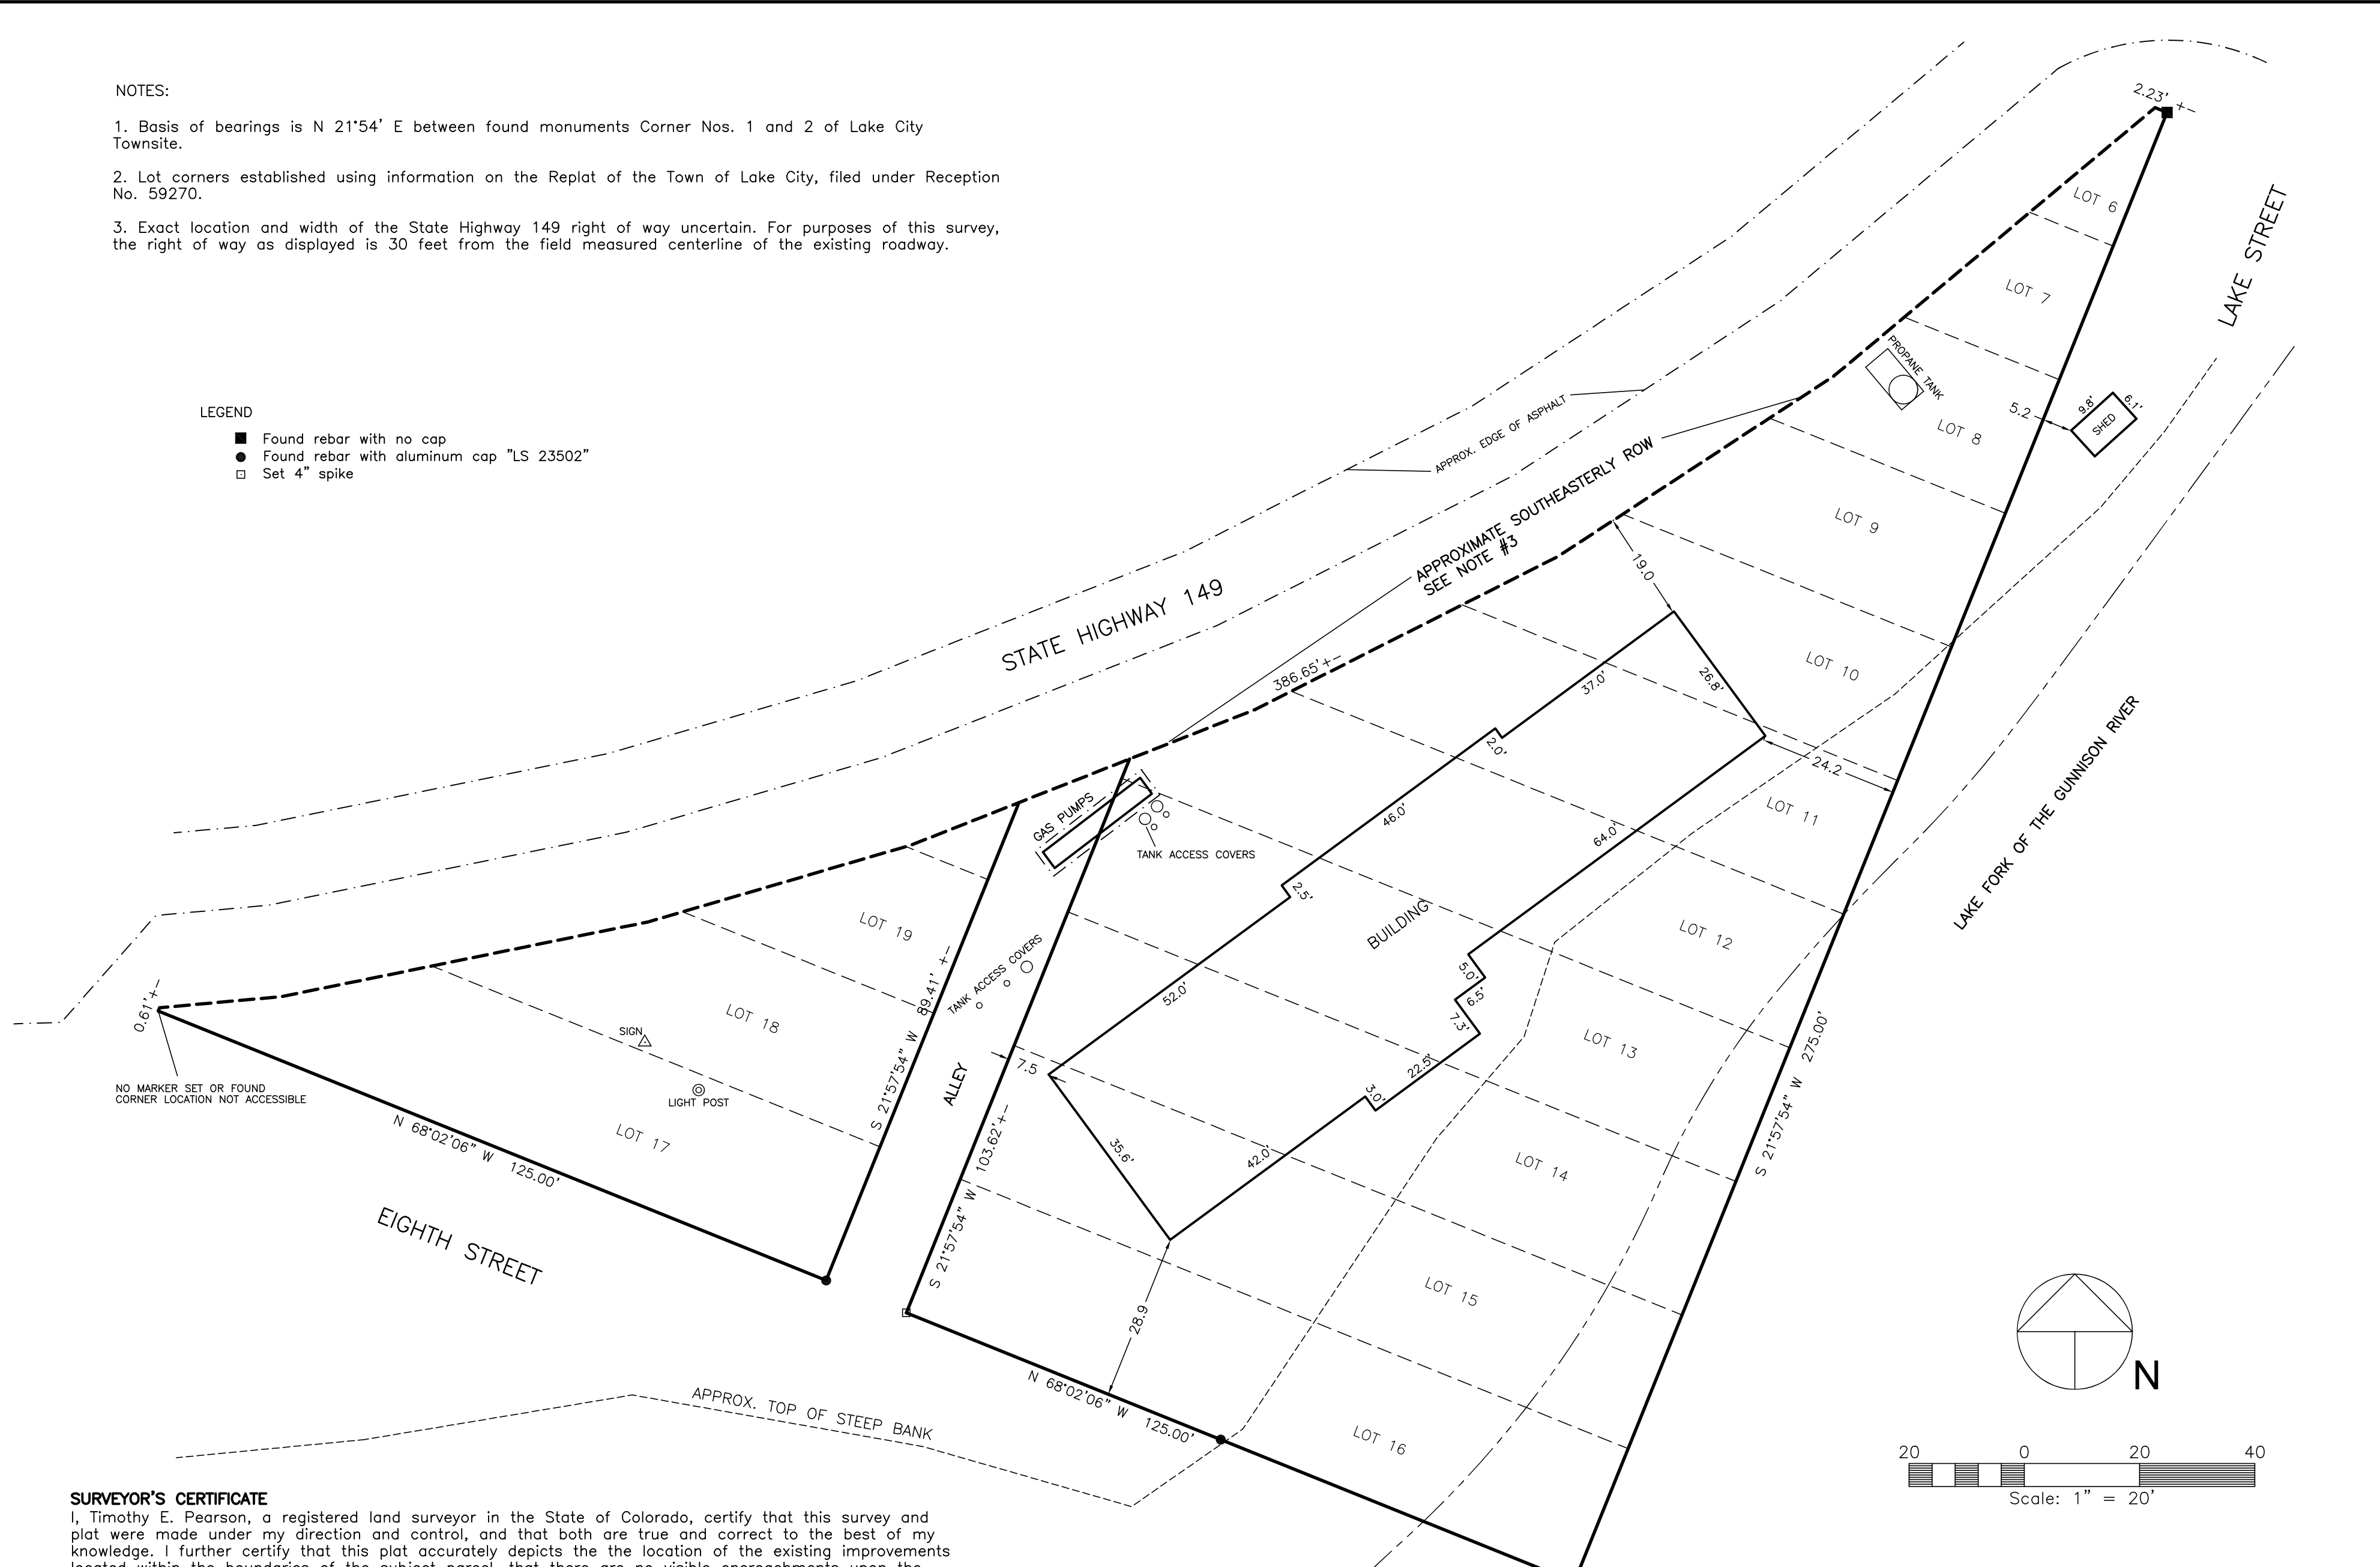 NOTES:
1. Basis of bearings is N 21°54' E between found monuments Corner Nos. 1 and 2 of Lake City
Townsite.
2. Lot corners established using information on the Replat of the Town of Lake City, filed under Reception
No. 59270.
3. Exact location and width of the State Highway 149 right of way uncertain. For purposes of this survey,
the right of way as displayed is 30 feet from the field measured centerline of the existing roadway.
LEGEND
Found rebar with no cap
Found rebar with aluminum cap "LS 23502"
Set 4" spike
2.23' +-
LAKE STREET
LOT 6
LOT 7
PROPANE TANK
LOT 8
5.2
9.8'
6.1'
SHED
APPROX. EDGE OF ASPHALT
APPROXIMATE SOUTHEASTERLY ROW
SEE NOTE #3
LOT 9
19.0
STATE HIGHWAY 149
386.65'+-
37.0'
26.8'
LOT 10
2.0'
24.2
LAKE FORK OF THE GUNNISON RIVER
GAS PUMPS
TANK ACCESS COVERS
46.0'
64.0'
LOT 11
2.5'
BUILDING
LOT 12
LOT 19
TANK ACCESS COVERS
89.41' +-
S 21°57'54" W
52.0'
5.0'
6.5'
7.3'
LOT 13
S 21°57'54" W 275.00'
0.61'+-
LOT 18
SIGN
LIGHT POST
NO MARKER SET OR FOUND
CORNER LOCATION NOT ACCESSIBLE
ALLEY
7.5
22.5'
3.0'
N 68°02'06" W 125.00'
LOT 17
S 21°57'54" W 103.62'+-
35.6'
42.0'
LOT 14
EIGHTH STREET
28.9
LOT 15
N 68°02'06" W 125.00'
LOT 16
APPROX. TOP OF STEEP BANK
N
20 0 20 40
Scale: 1" = 20'
SURVEYOR'S CERTIFICATE
I, Timothy E. Pearson, a registered land surveyor in the State of Colorado, certify that this survey and
plat were made under my direction and control, and that both are true and correct to the best of my
knowledge. I further certify that this plat accurately depicts the the location of the existing improvements
located within the boundaries of the subject parcel, that there are no visible encroachments upon the